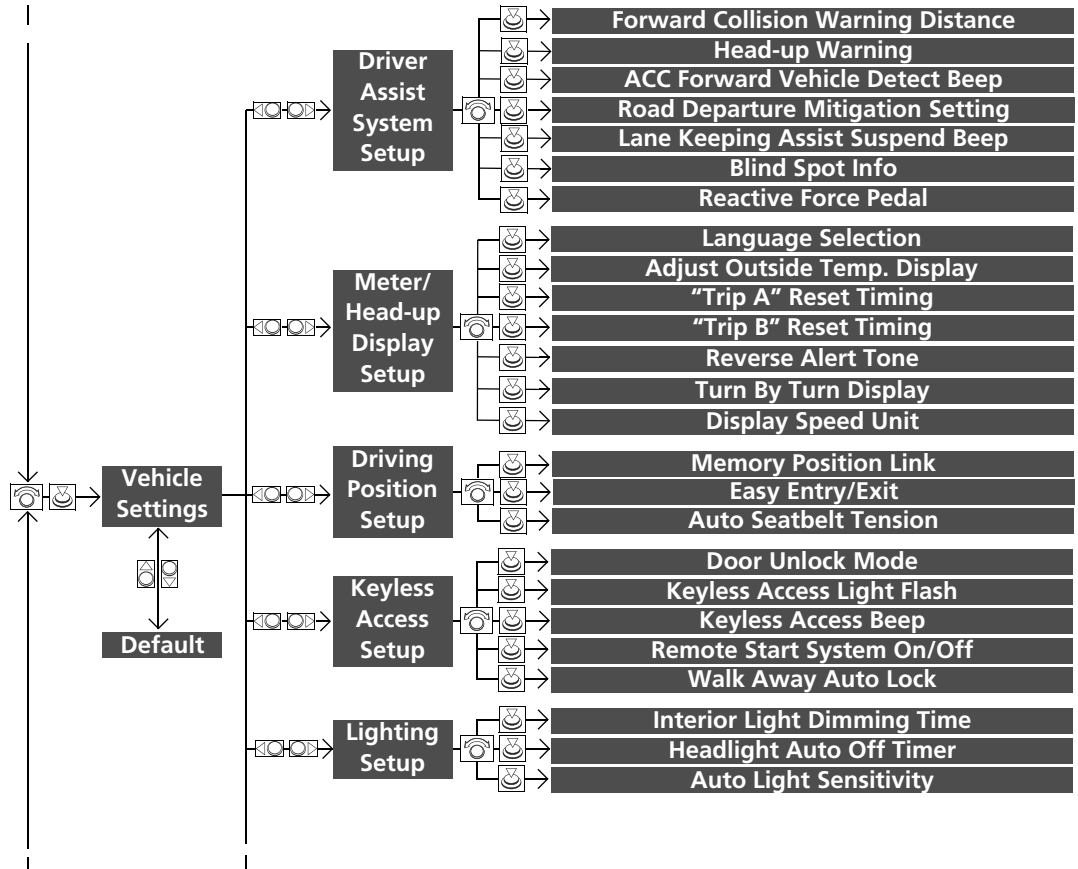 Driver
Assist
System
Setup
Forward Collision Warning Distance
Head-up Warning
ACC Forward Vehicle Detect Beep
Road Departure Mitigation Setting
Lane Keeping Assist Suspend Beep
Blind Spot Info
Reactive Force Pedal
Meter/
Head-up
Display
Setup
Language Selection
Adjust Outside Temp. Display
“Trip A” Reset Timing
“Trip B” Reset Timing
Reverse Alert Tone
Turn By Turn Display
Display Speed Unit
Vehicle
Settings
Default
Driving
Position
Setup
Memory Position Link
Easy Entry/Exit
Auto Seatbelt Tension
Keyless
Access
Setup
Door Unlock Mode
Keyless Access Light Flash
Keyless Access Beep
Remote Start System On/Off
Walk Away Auto Lock
Lighting
Setup
Interior Light Dimming Time
Headlight Auto Off Timer
Auto Light Sensitivity